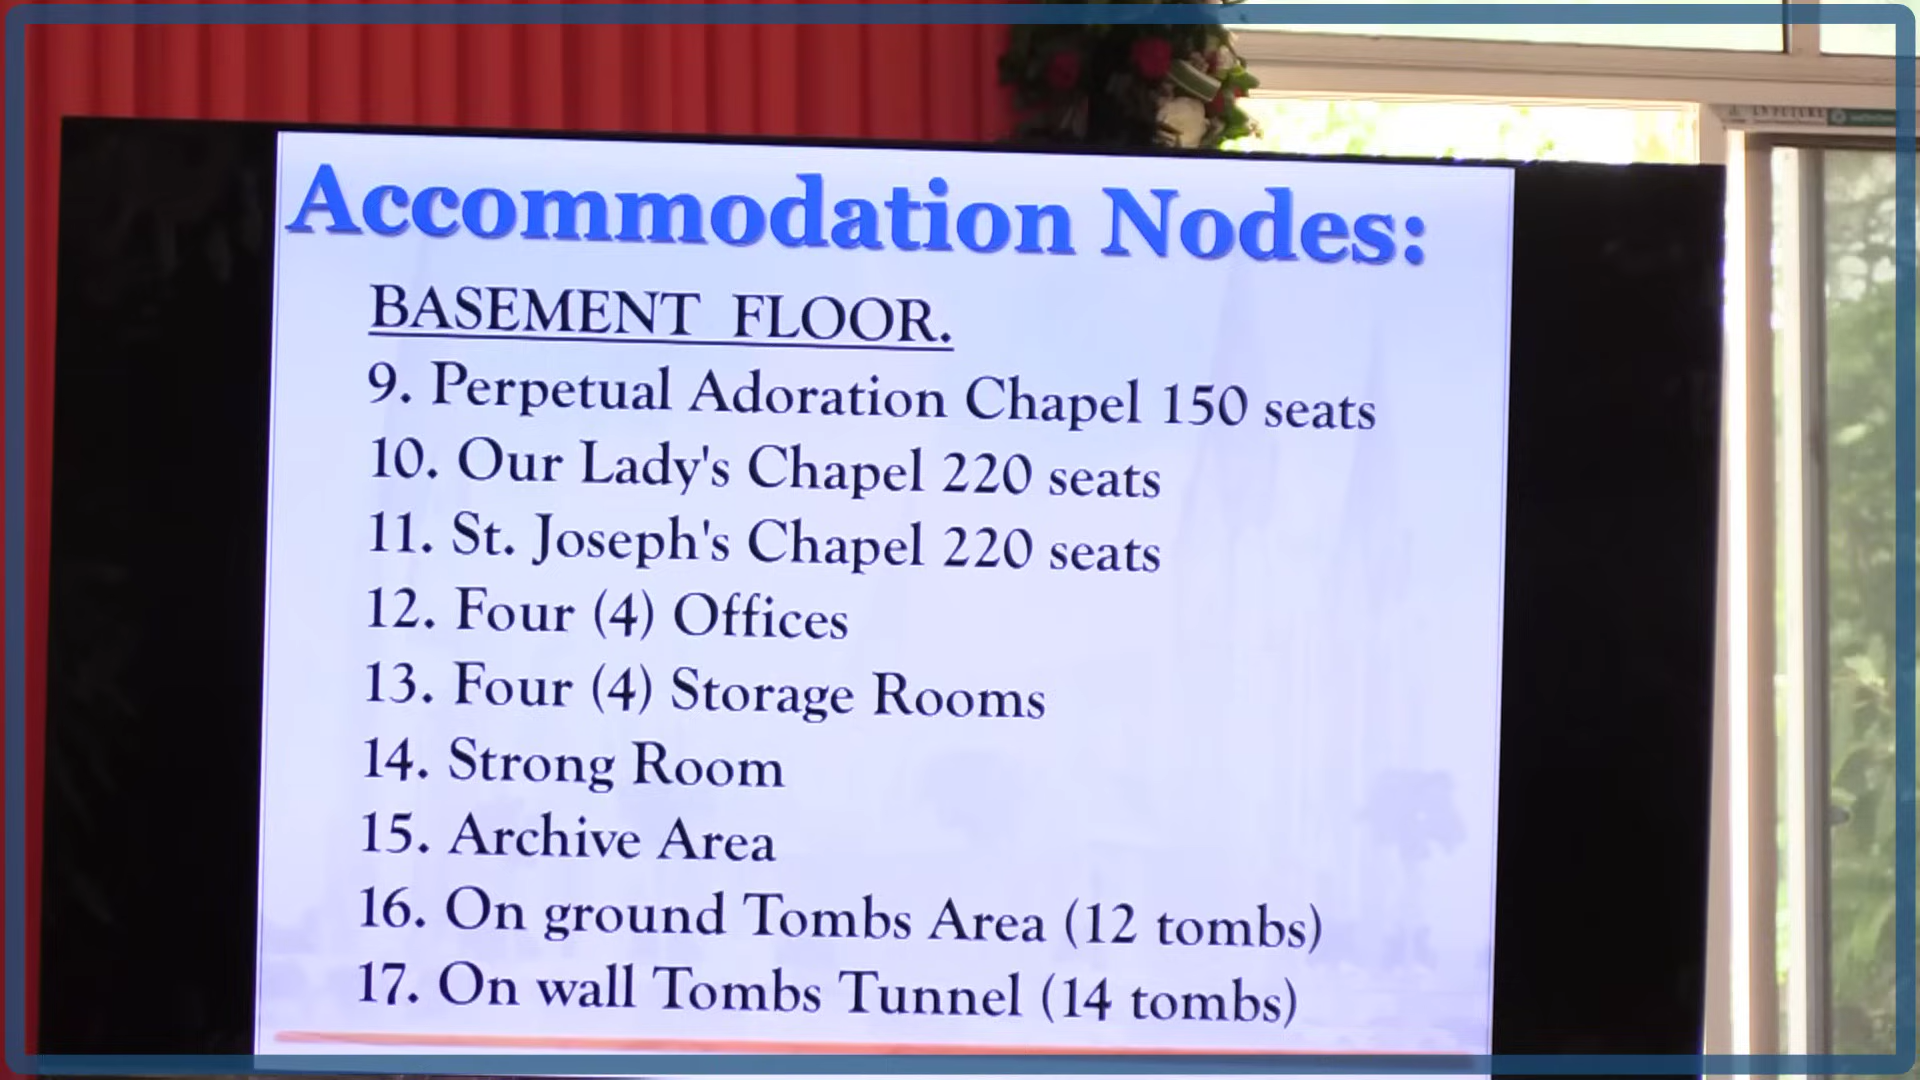 Accommodation Nodes:
BASEMENT FLOOR.
9. Perpetual Adoration Chapel 150 seats
10. Our Lady's Chapel 220 seats
11. St. Joseph's Chapel 220 seats
12. Four (4) Offices
13. Four (4) Storage Rooms
14. Strong Room
15. Archive Area
16. On ground Tombs Area (12 tombs)
17. On wall Tombs Tunnel (14 tombs)